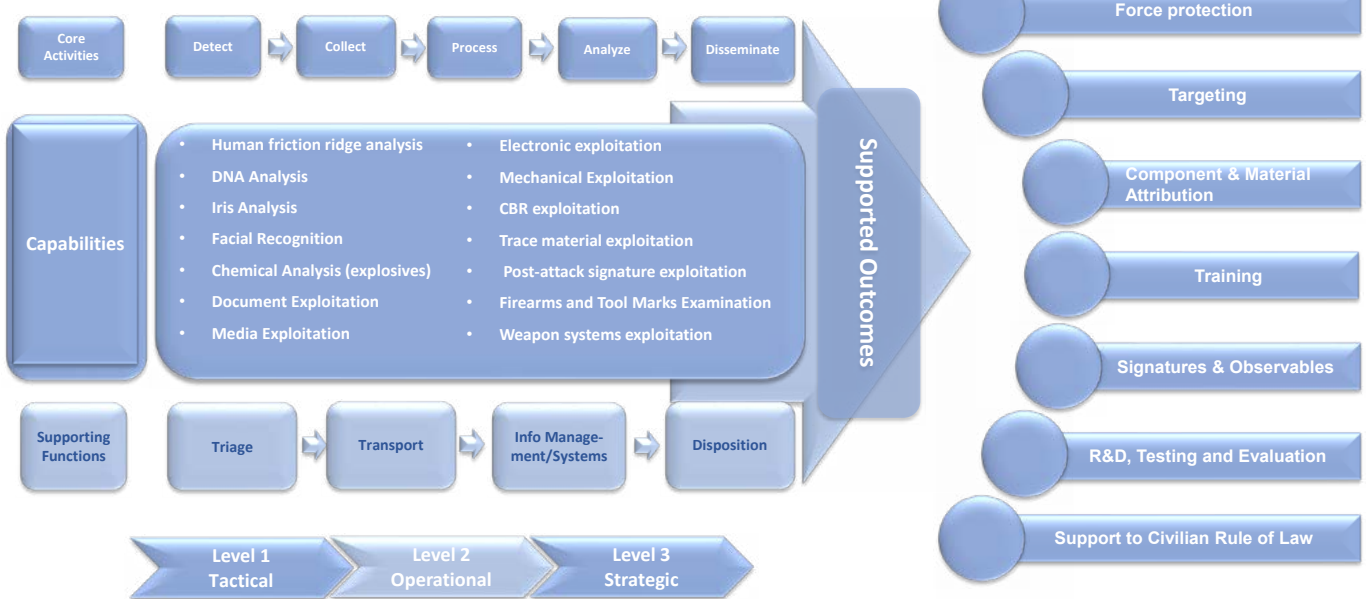 Core
Activities
Detect
Collect
Process
Analyze
Disseminate
Capabilities
• Human friction ridge analysis
• DNA Analysis
• Iris Analysis
• Facial Recognition
• Chemical Analysis (explosives)
• Document Exploitation
• Media Exploitation
• Electronic exploitation
• Mechanical Exploitation
• CBR exploitation
• Trace material exploitation
• Post-attack signature exploitation
• Firearms and Tool Marks Examination
• Weapon systems exploitation
Supporting
Functions
Triage
Transport
Info Manage-
ment/Systems
Disposition
Level 1
Tactical
Level 2
Operational
Level 3
Strategic
Supported Outcomes
Force protection
Targeting
Component & Material
Attribution
Training
Signatures & Observables
R&D, Testing and Evaluation
Support to Civilian Rule of Law